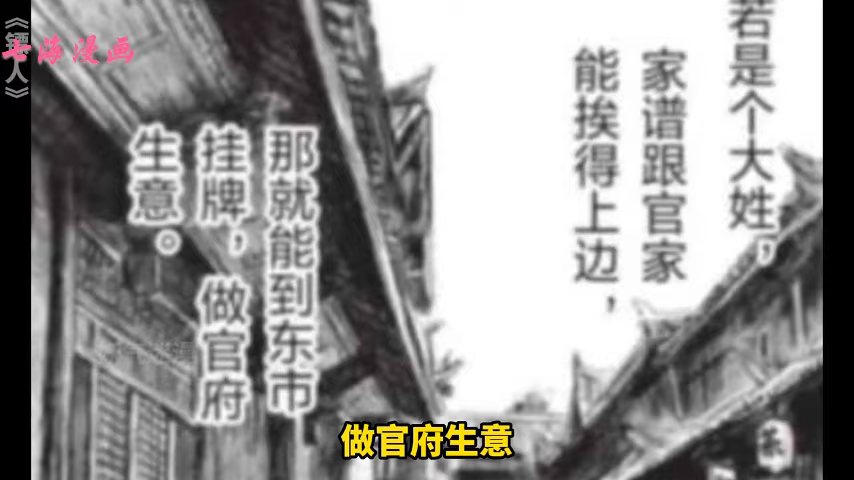 《镖人》
七海漫画
若是个大姓，
家谱跟官家
能挨得上边，
那就能到东市
挂牌，做官府
生意。
茶
做官府生意